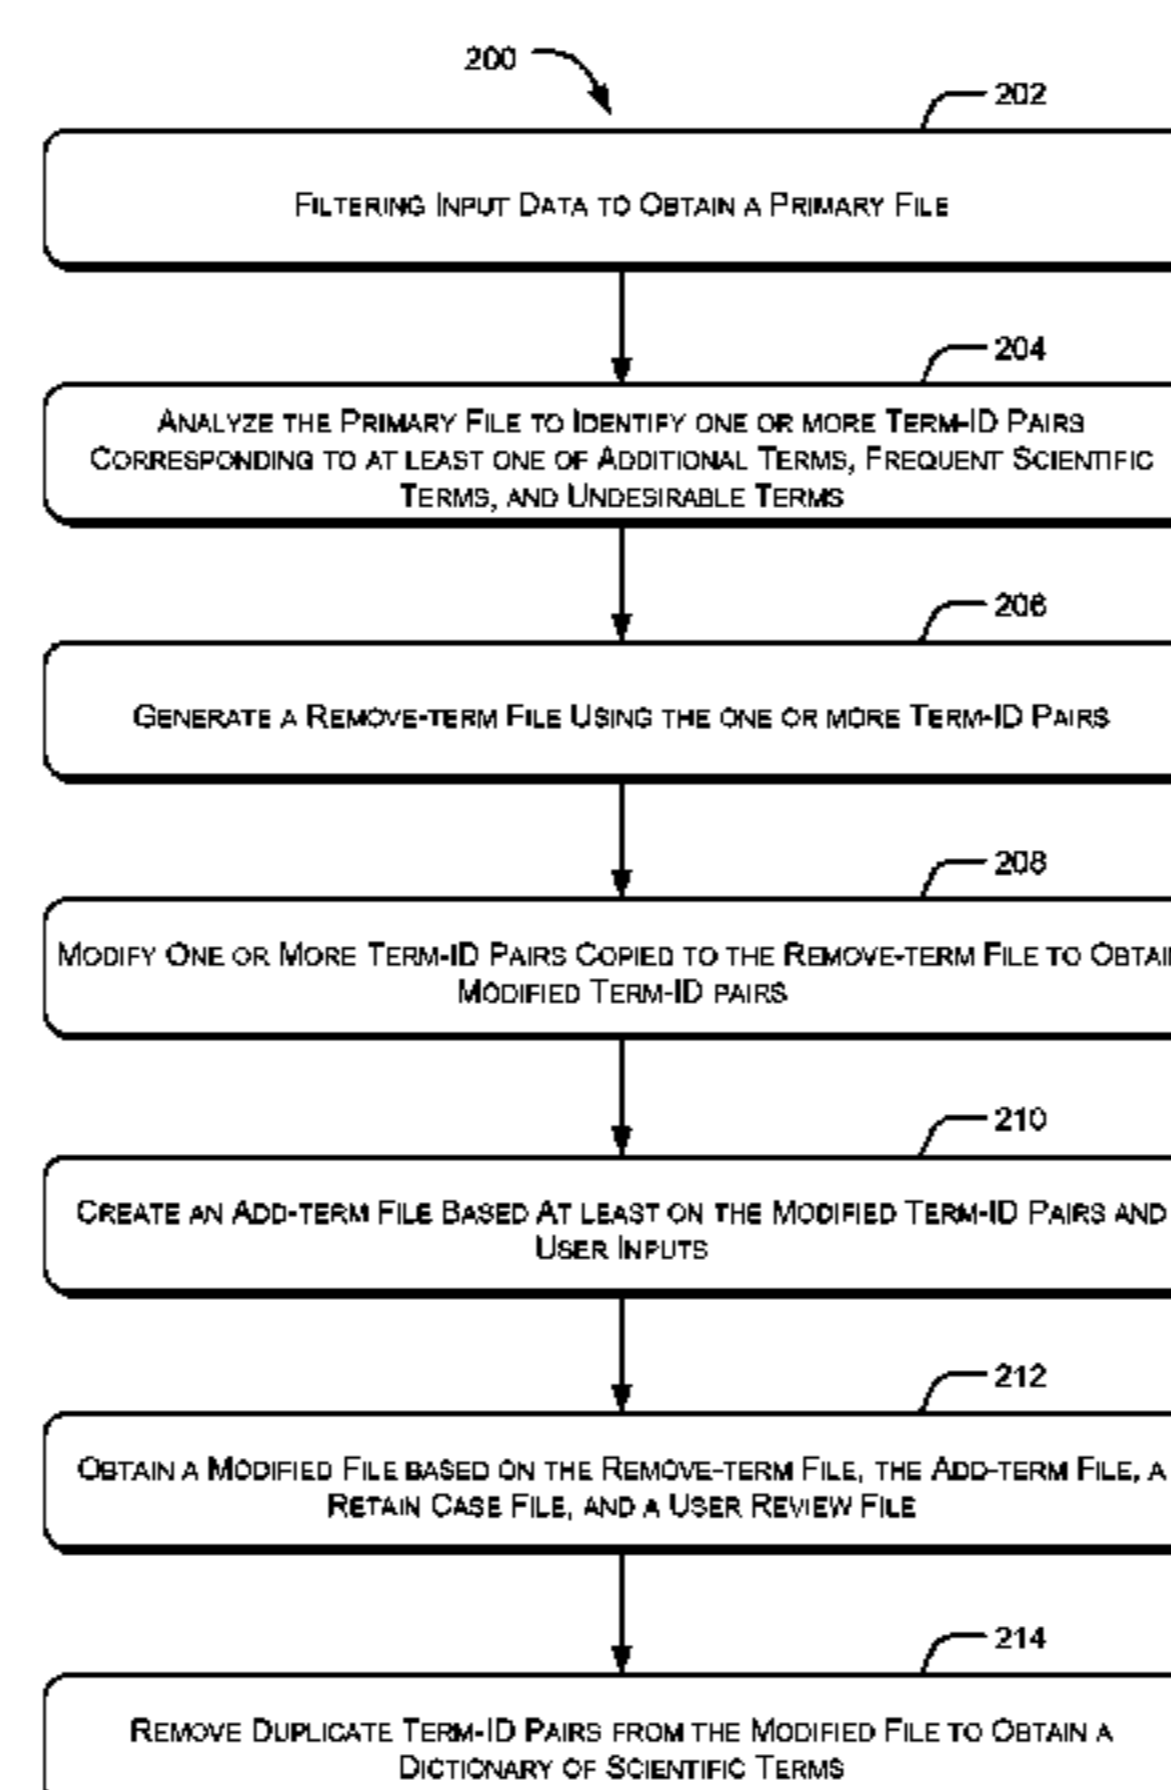 200
202
FILTERING INPUT DATA TO OBTAIN A PRIMARY FILE
204
ANALYZE THE PRIMARY FILE TO IDENTIFY ONE OR MORE TERM-ID PAIRS
CORRESPONDING TO AT LEAST ONE OF ADDITIONAL TERMS, FREQUENT SCIENTIFIC
TERMS, AND UNDESIRABLE TERMS
206
GENERATE A REMOVE-TERM FILE USING THE ONE OR MORE TERM-ID PAIRS
208
MODIFY ONE OR MORE TERM-ID PAIRS COPIED TO THE REMOVE-TERM FILE TO OBTAIN
MODIFIED TERM-ID PAIRS
210
CREATE AN ADD-TERM FILE BASED AT LEAST ON THE MODIFIED TERM-ID PAIRS AND
USER INPUTS
212
OBTAIN A MODIFIED FILE BASED ON THE REMOVE-TERM FILE, THE ADD-TERM FILE, A
RETAIN CASE FILE, AND A USER REVIEW FILE
214
REMOVE DUPLICATE TERM-ID PAIRS FROM THE MODIFIED FILE TO OBTAIN A
DICTIONARY OF SCIENTIFIC TERMS